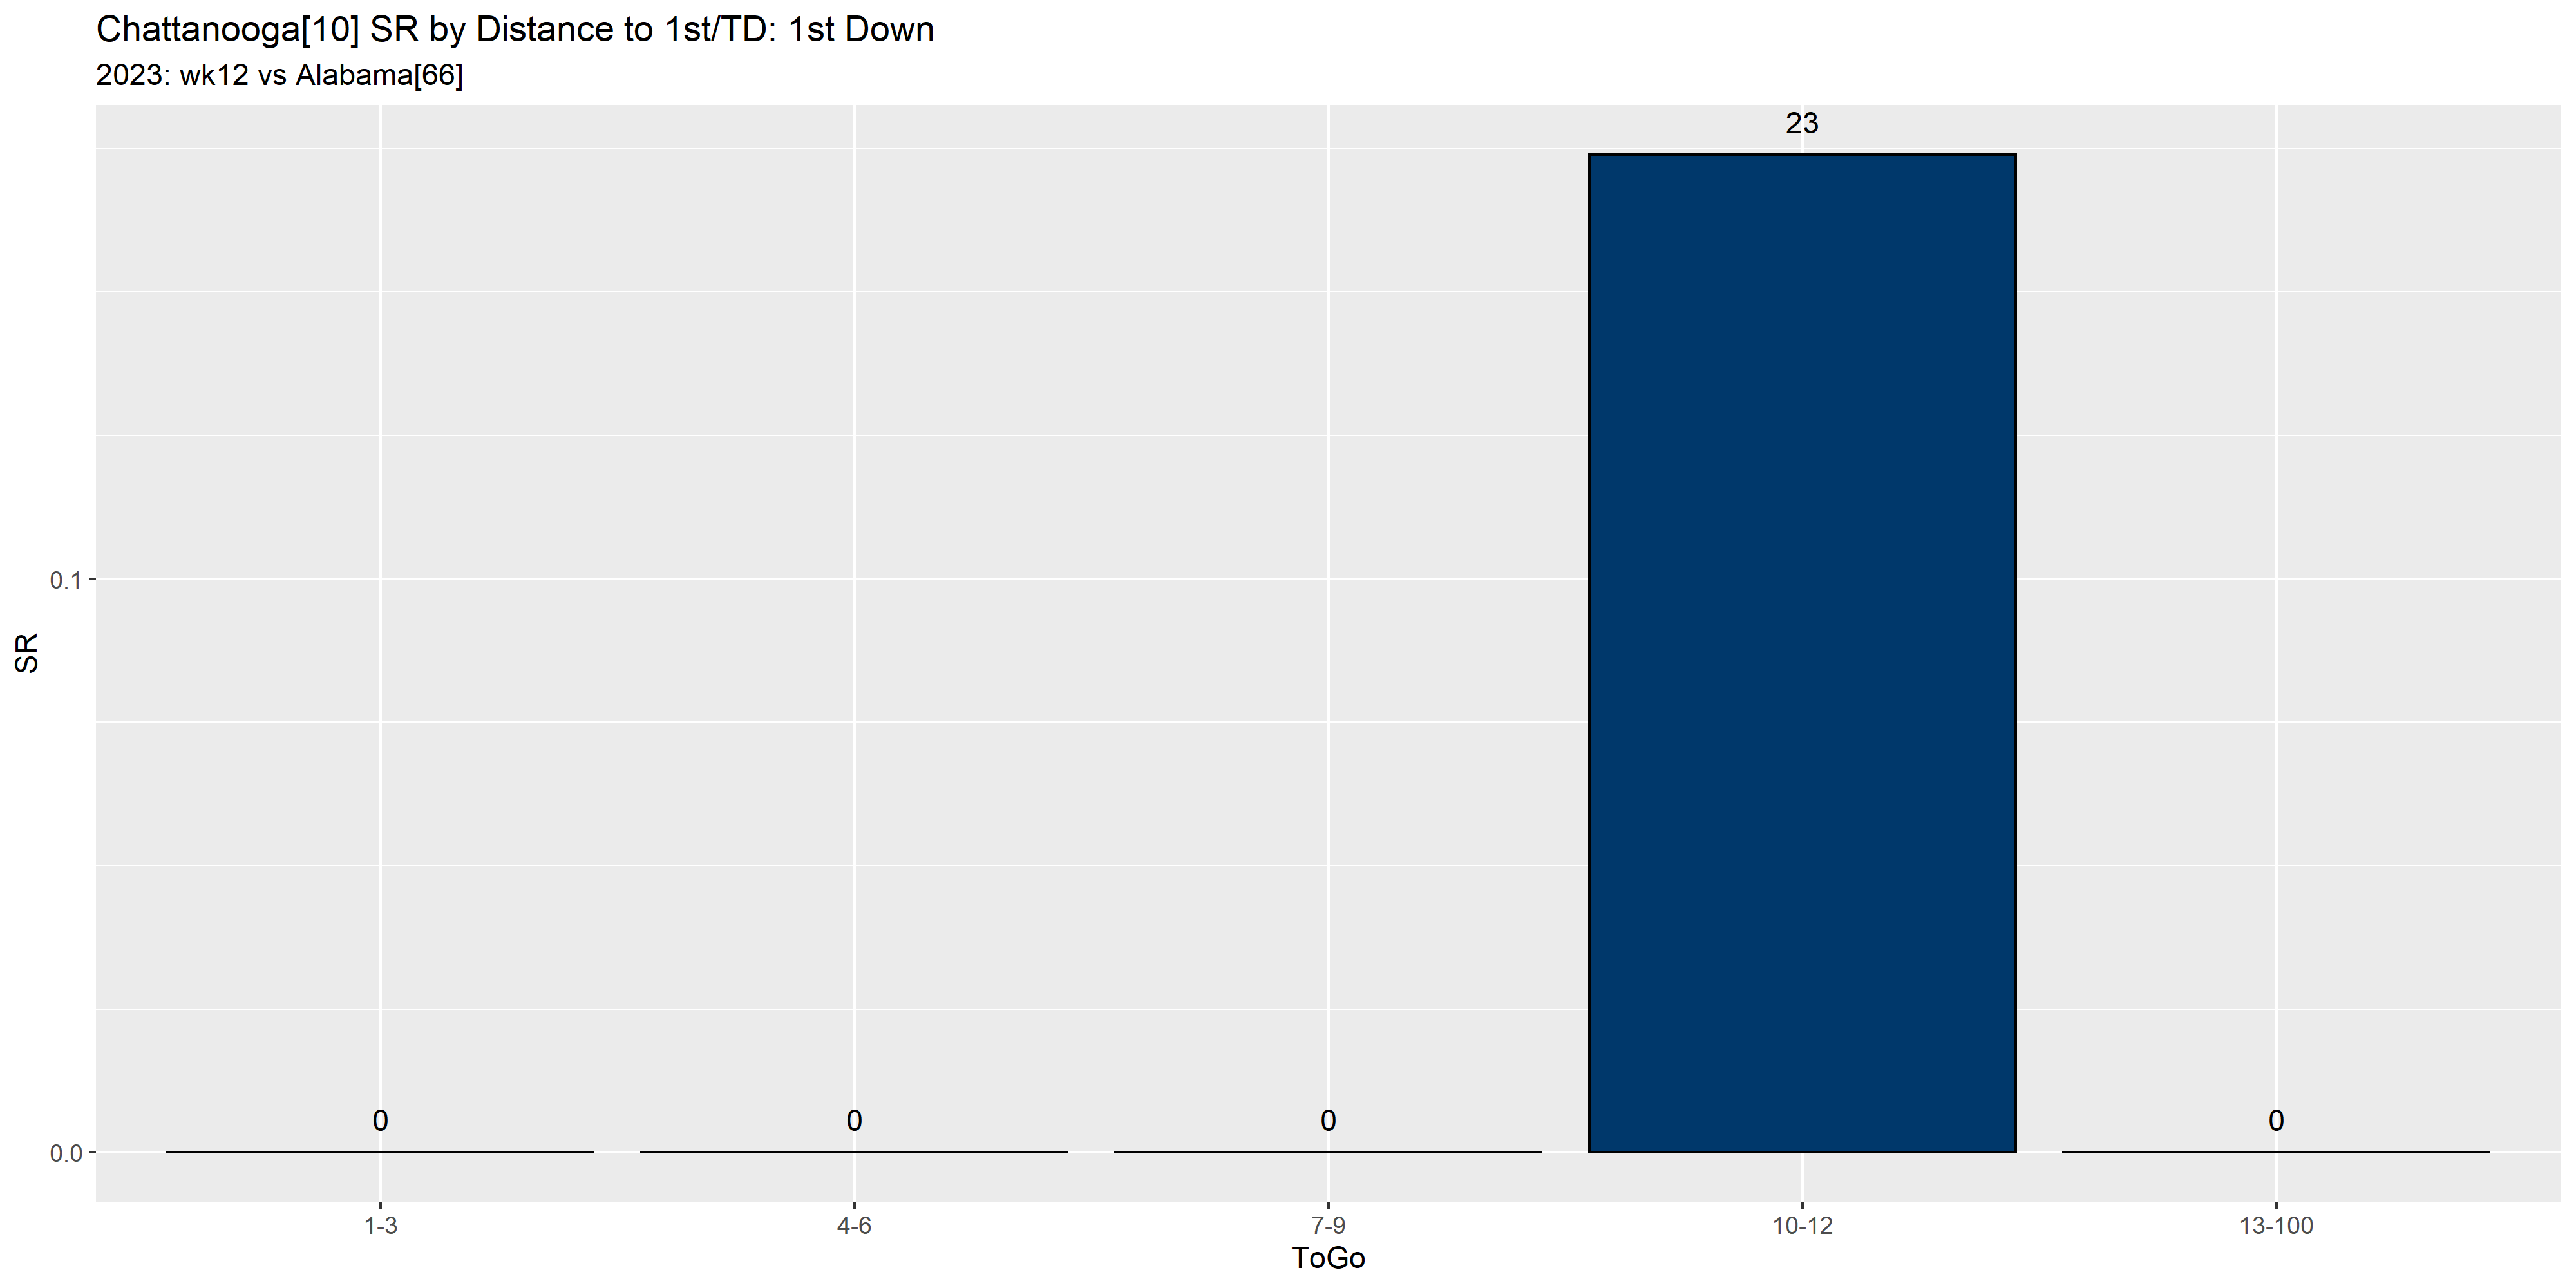 Chattanooga[10] SR by Distance to 1st/TD: 1st Down
2023: wk12 vs Alabama[66]
23
0.1
SR
0 0 0 0
0.0
1-3 4-6 7-9 10-12 13-100
ToGo